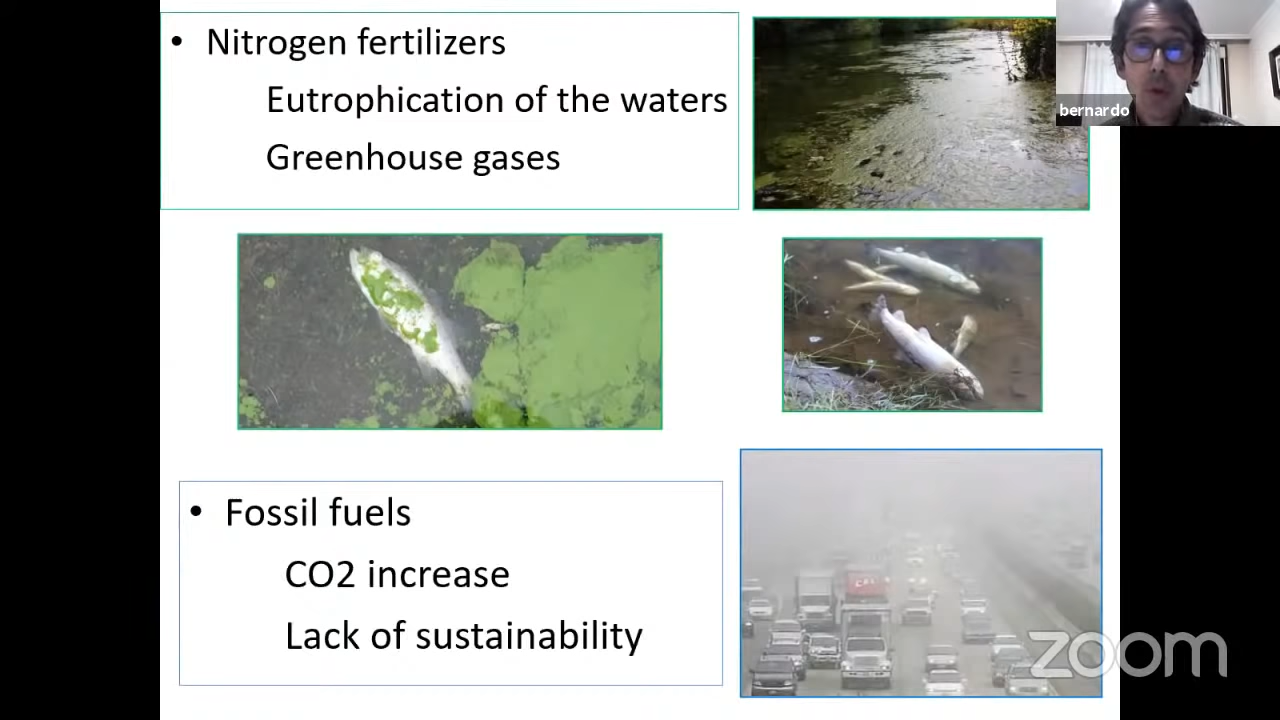 • Nitrogen fertilizers
Eutrophication of the waters
Greenhouse gases
bernardo
• Fossil fuels
CO2 increase
Lack of sustainability
zoom